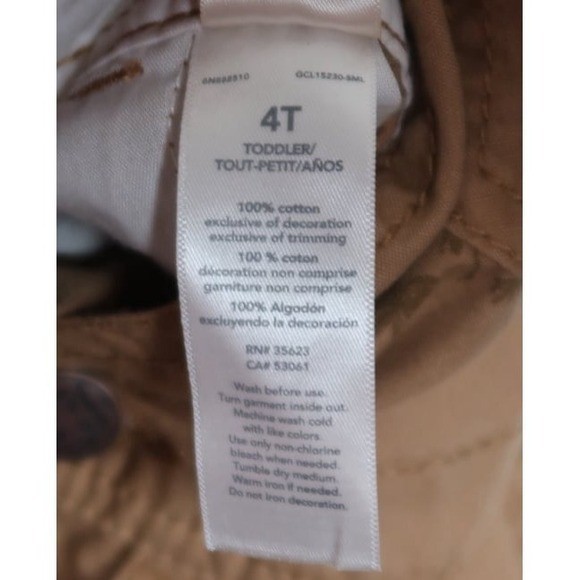 6N888510 GCL15230-SML
4T
TODDLER/
TOUT-PETIT/AÑOS
100% cotton
exclusive of decoration
exclusive of trimming
100 % coton
décoration non comprise
garniture non comprise
100% Algodón
excluyendo la decoración
RN# 35623
CA# 53061
Wash before use.
Turn garment inside out.
Machine wash cold
with like colors.
Use only non-chlorine
bleach when needed.
Tumble dry medium.
Warm iron if needed.
Do not iron decoration.